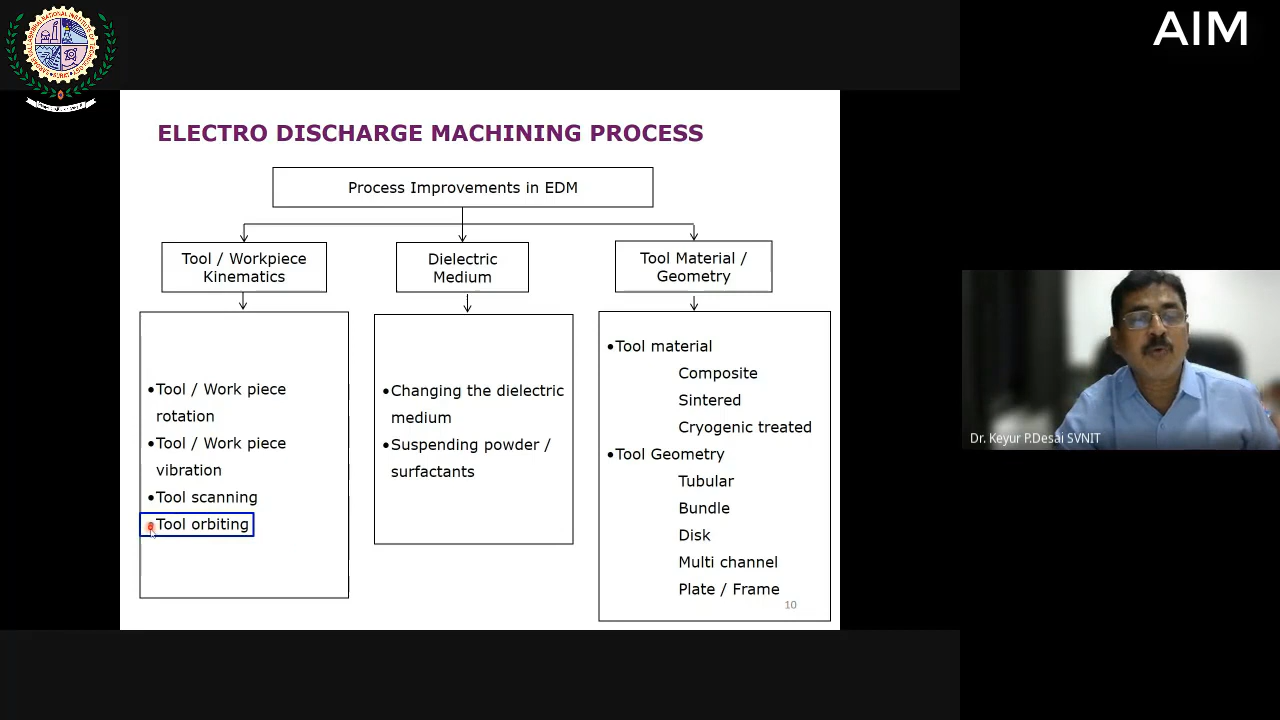 AIM
ELECTRO DISCHARGE MACHINING PROCESS
Process Improvements in EDM
Tool / Workpiece
Kinematics
Dielectric
Medium
Tool Material /
Geometry
•Tool / Work piece
rotation
•Tool / Work piece
vibration
•Tool scanning
•Tool orbiting
•Changing the dielectric
medium
•Suspending powder /
surfactants
•Tool material
Composite
Sintered
Cryogenic treated
•Tool Geometry
Tubular
Bundle
Disk
Multi channel
Plate / Frame
10
Dr. Keyur P.Desai SVNIT